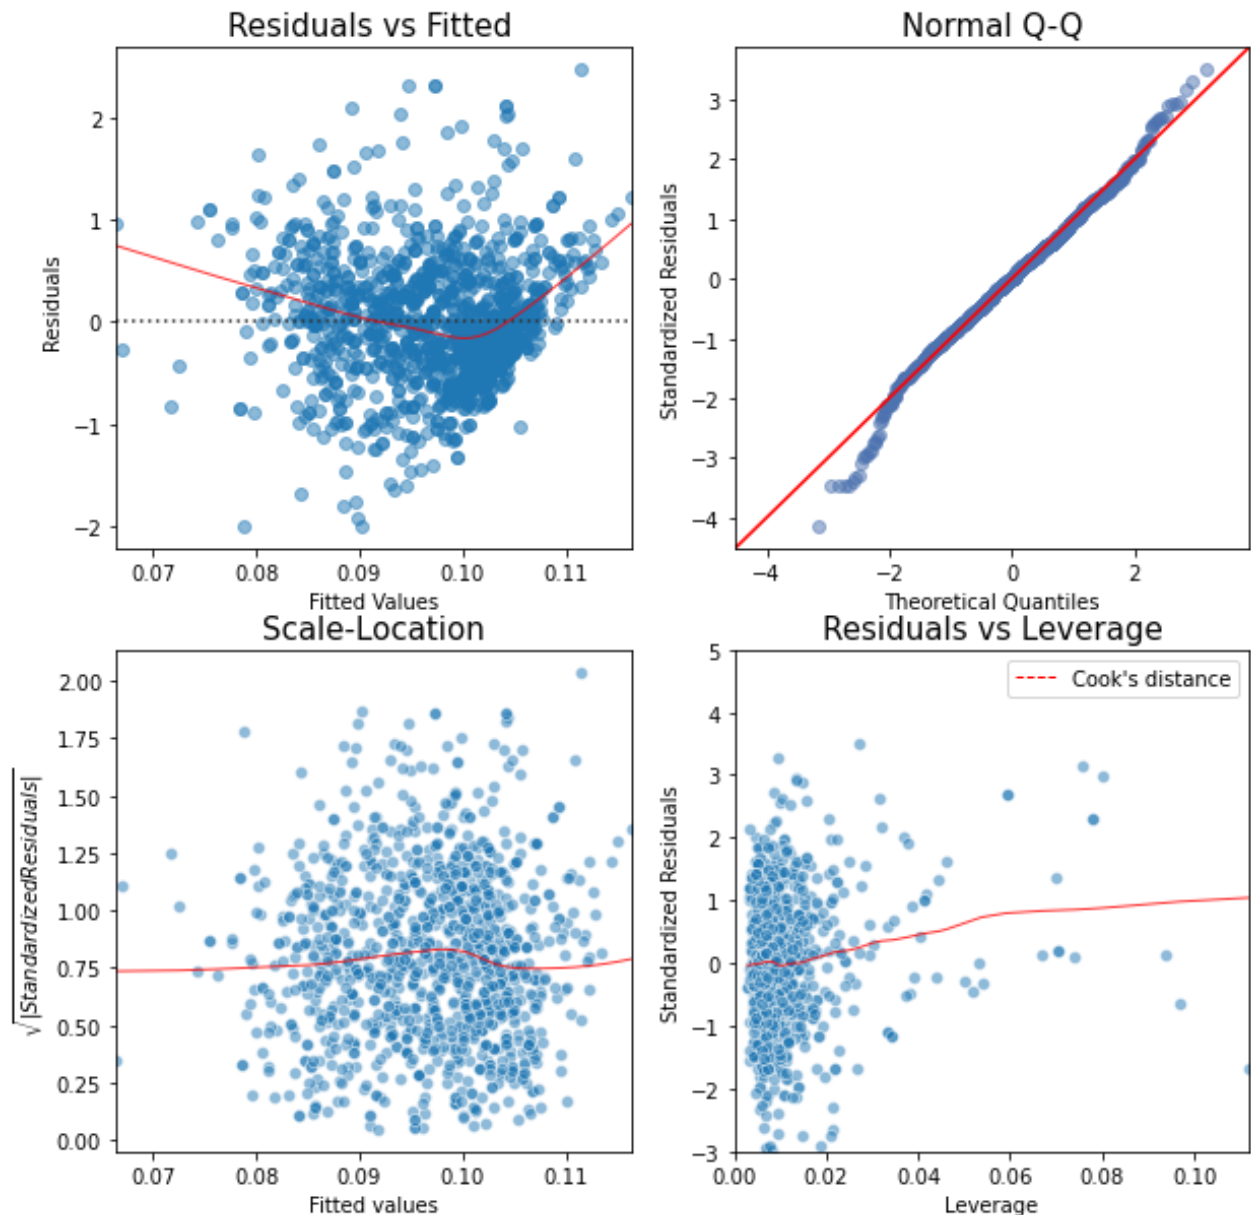 Residuals vs Fitted
Residuals
2
1
0
−1
−2
0.07 0.08 0.09 0.10 0.11
Fitted Values
Normal Q-Q
Standardized Residuals
3
2
1
0
−1
−2
−3
−4
−4 −2 0 2
Theoretical Quantiles
Scale-Location
√|StandardizedResiduals|
2.00
1.75
1.50
1.25
1.00
0.75
0.50
0.25
0.00
0.07 0.08 0.09 0.10 0.11
Fitted values
Residuals vs Leverage
Cook's distance
Standardized Residuals
5
4
3
2
1
0
−1
−2
−3
0.00 0.02 0.04 0.06 0.08 0.10
Leverage